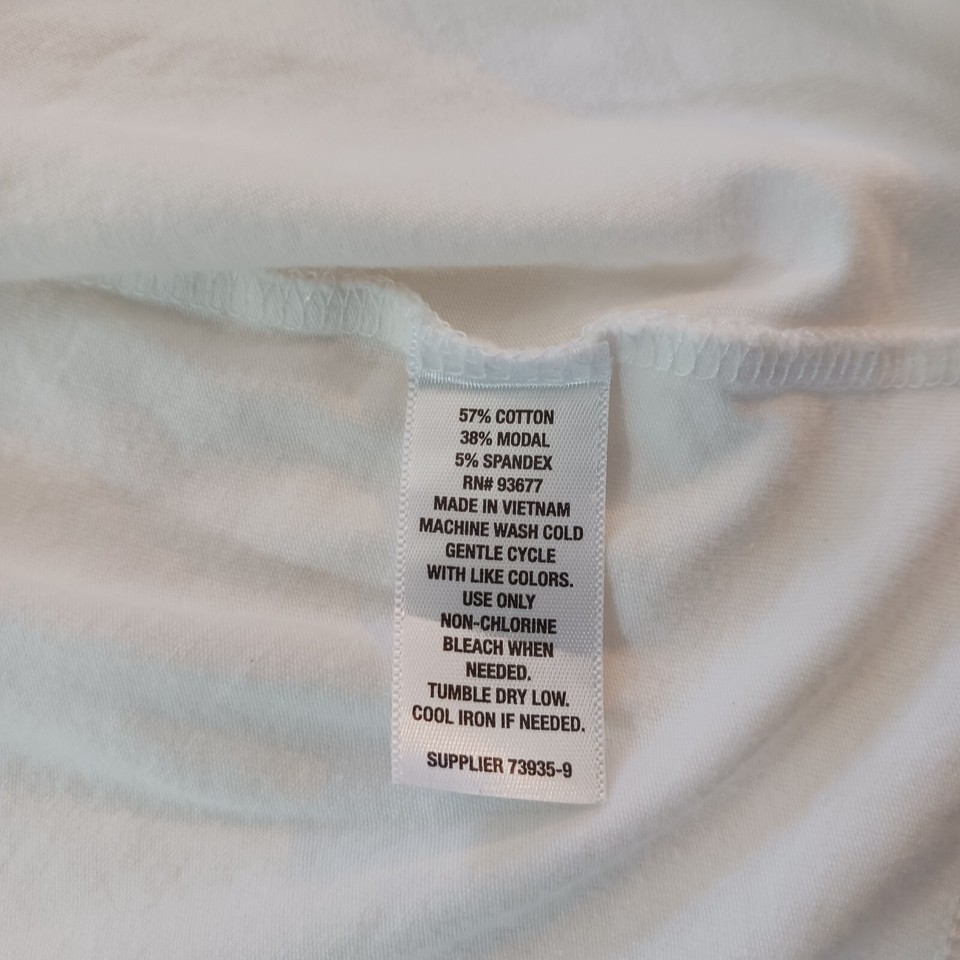 57% COTTON
38% MODAL
5% SPANDEX
RN# 93677
MADE IN VIETNAM
MACHINE WASH COLD
GENTLE CYCLE
WITH LIKE COLORS.
USE ONLY
NON-CHLORINE
BLEACH WHEN
NEEDED.
TUMBLE DRY LOW.
COOL IRON IF NEEDED.
SUPPLIER 73935-9